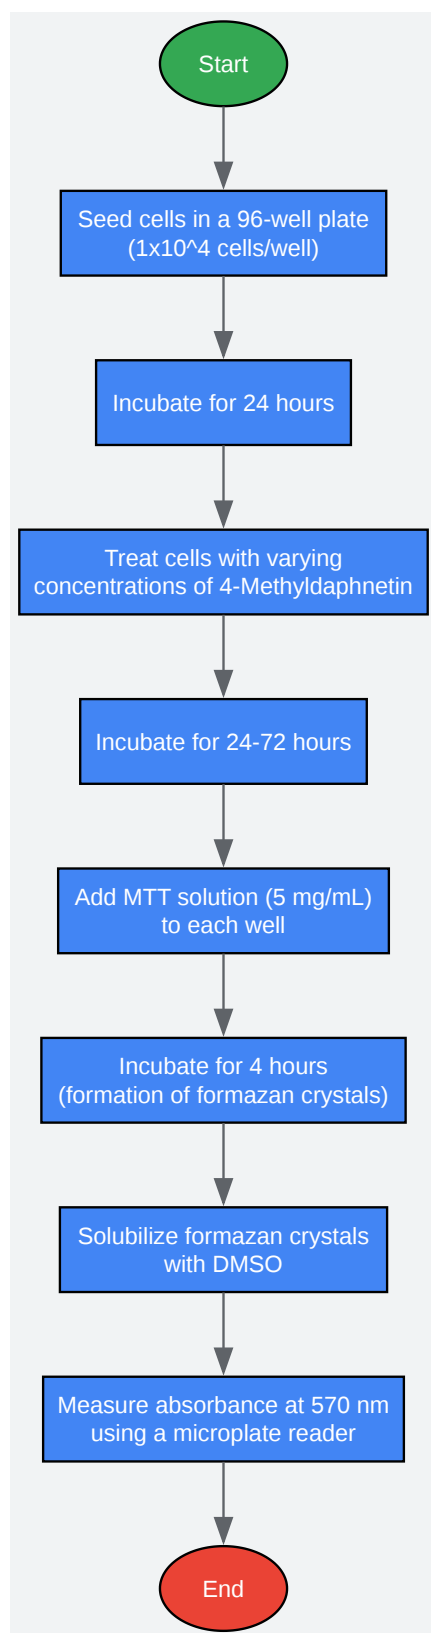 Start
Seed cells in a 96-well plate
(1x10^4 cells/well)
Incubate for 24 hours
Treat cells with varying
concentrations of 4-Methyldaphnetin
Incubate for 24-72 hours
Add MTT solution (5 mg/mL)
to each well
Incubate for 4 hours
(formation of formazan crystals)
Solubilize formazan crystals
with DMSO
Measure absorbance at 570 nm
using a microplate reader
End